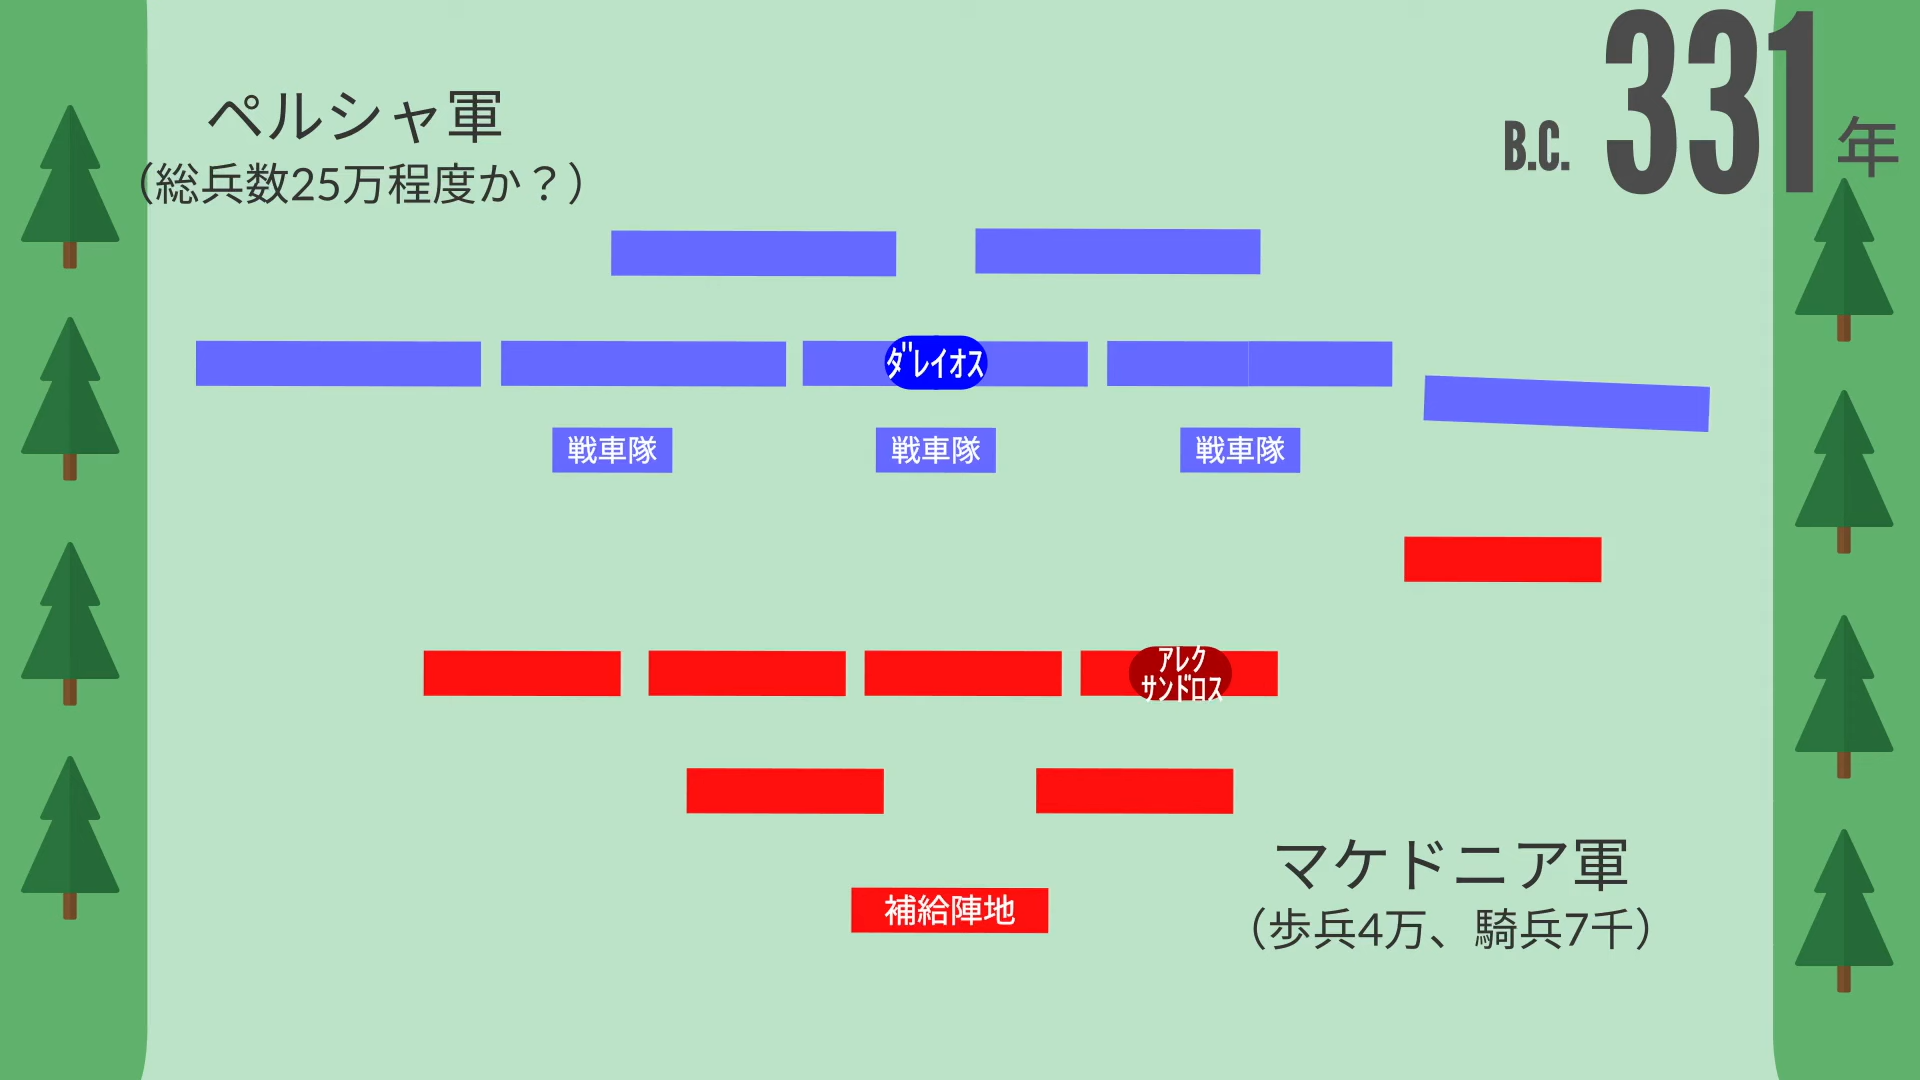 B.C. 331年
ペルシャ軍
（総兵数25万程度か？）
ダレイオス
戦車隊
戦車隊
戦車隊
アレク
サンドロス
補給陣地
マケドニア軍
（歩兵4万、騎兵7千）